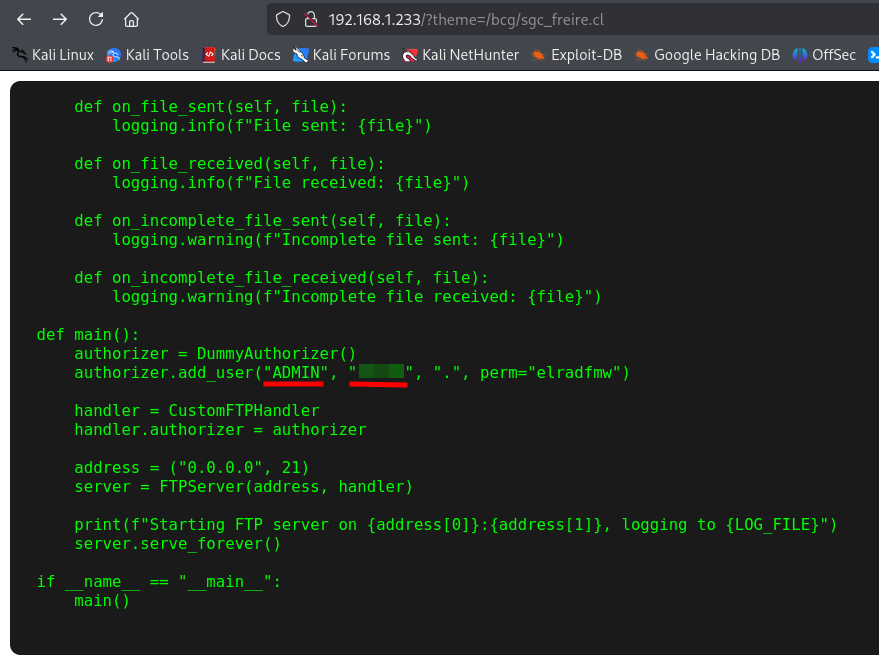 192.168.1.233/?theme=/bcg/sgc_freire.cl
Kali Linux Kali Tools Kali Docs Kali Forums Kali NetHunter Exploit-DB Google Hacking DB OffSec
    def on_file_sent(self, file):
        logging.info(f"File sent: {file}")
    def on_file_received(self, file):
        logging.info(f"File received: {file}")
    def on_incomplete_file_sent(self, file):
        logging.warning(f"Incomplete file sent: {file}")
    def on_incomplete_file_received(self, file):
        logging.warning(f"Incomplete file received: {file}")
def main():
    authorizer = DummyAuthorizer()
    authorizer.add_user("ADMIN", "", ".", perm="elradfmw")
    handler = CustomFTPHandler
    handler.authorizer = authorizer
    address = ("0.0.0.0", 21)
    server = FTPServer(address, handler)
    print(f"Starting FTP server on {address[0]}:{address[1]}, logging to {LOG_FILE}")
    server.serve_forever()
if __name__ == "__main__":
    main()